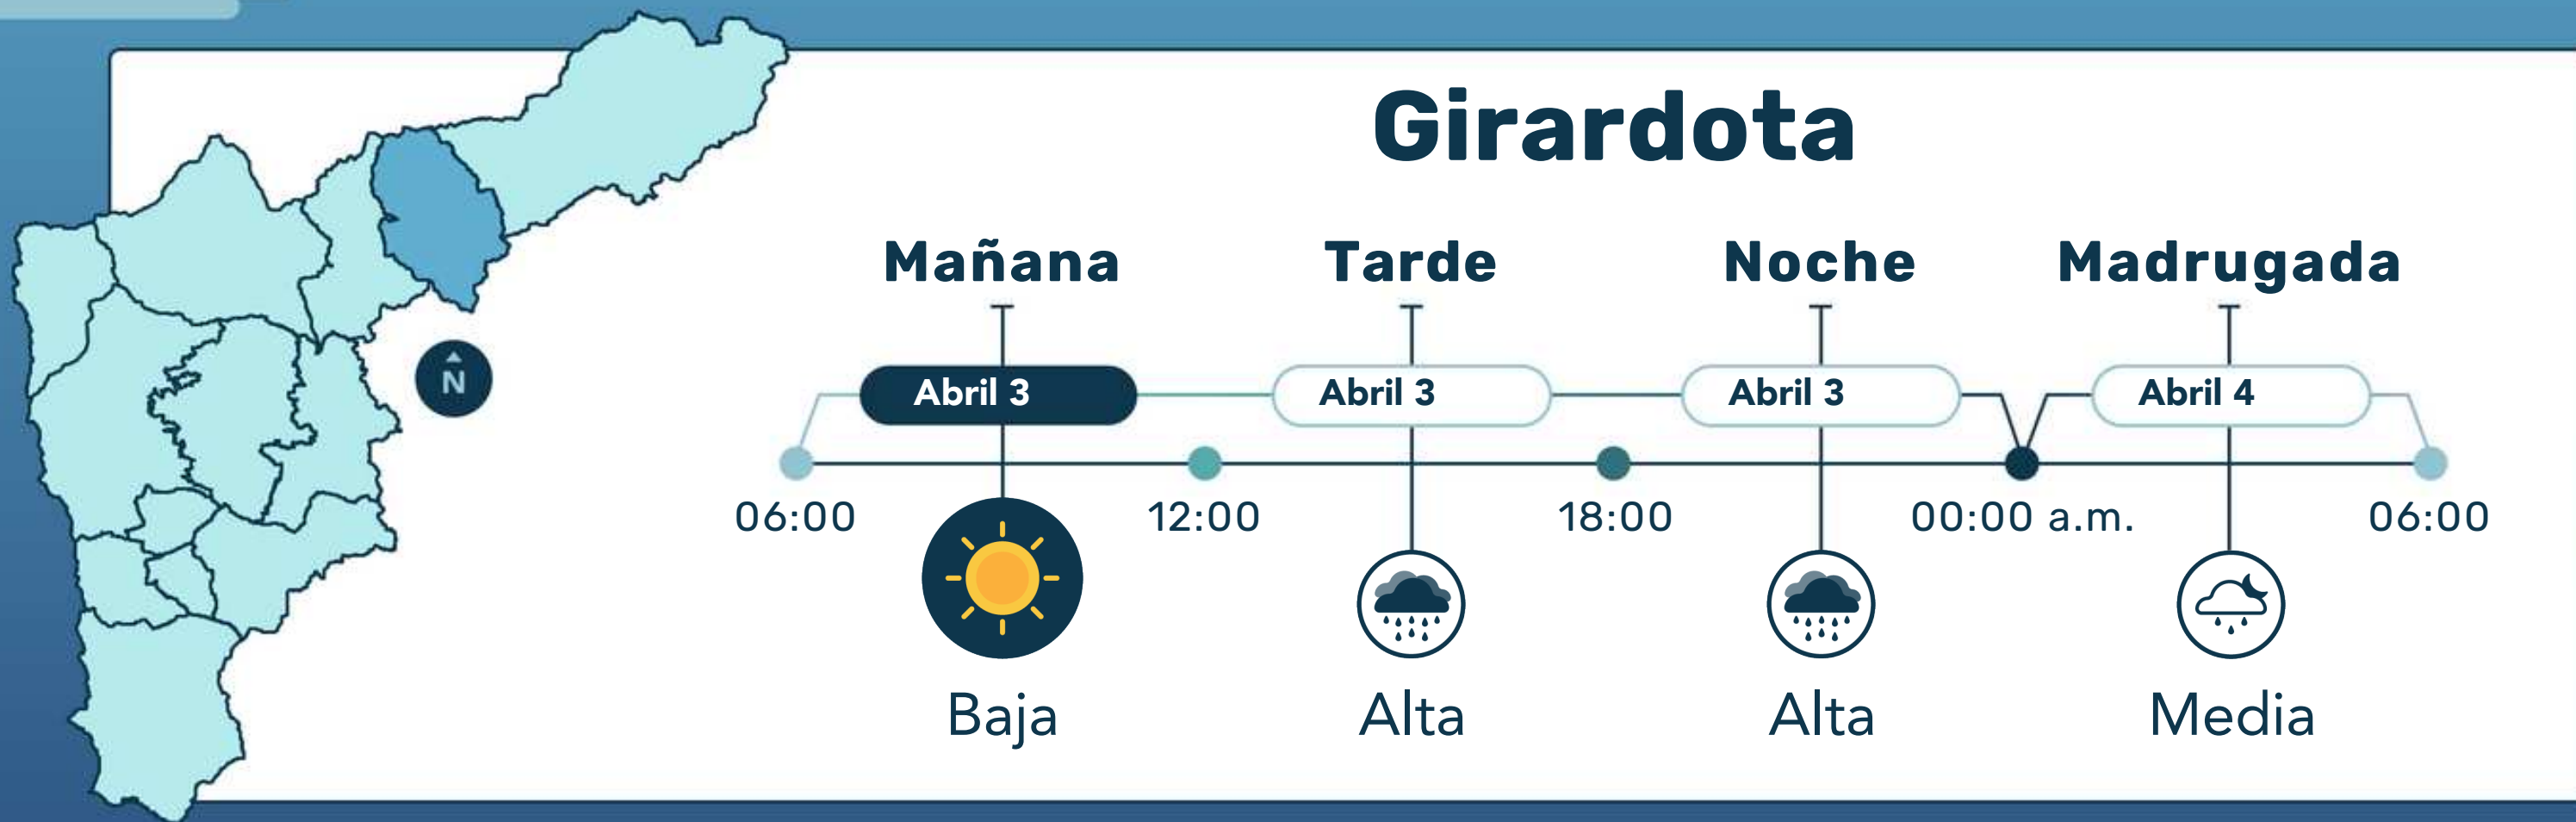 Girardota
Mañana Tarde Noche Madrugada
Abril 3 Abril 3 Abril 3 Abril 4
N
06:00 12:00 18:00 00:00 a.m. 06:00
Baja Alta Alta Media